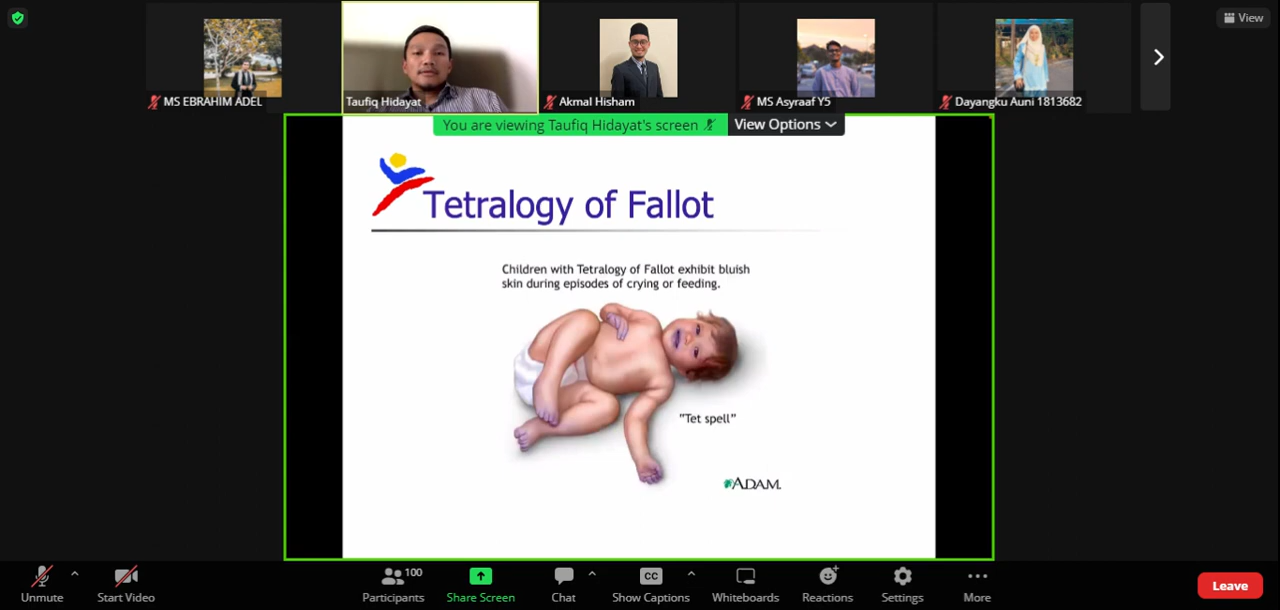 View
MS EBRAHIM ADEL
Taufiq Hidayat
Akmal Hisham
MS Asyraaf Y5
Dayangku Auni 1813682
You are viewing Taufiq Hidayat's screen
View Options
Tetralogy of Fallot
Children with Tetralogy of Fallot exhibit bluish
skin during episodes of crying or feeding.
"Tet spell"
ADAM.
Unmute
Start Video
100
Participants
Share Screen
Chat
CC
Show Captions
Whiteboards
Reactions
Settings
More
Leave